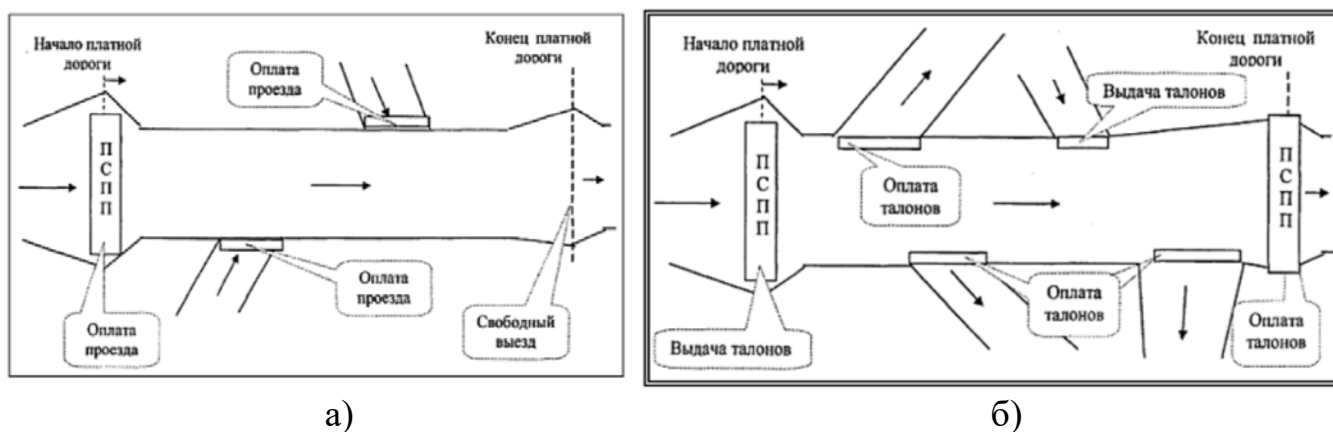 Начало платной
дороги
Оплата
проезда
Конец платной
дороги
П
С
П
П
Оплата
проезда
Оплата
проезда
Свободный
выезд
а)
Начало платной
дороги
Конец платной
дороги
Выдача талонов
П
С
П
П
Оплата
талонов
П
С
П
П
Оплата
талонов
Выдача талонов
Оплата
талонов
б)